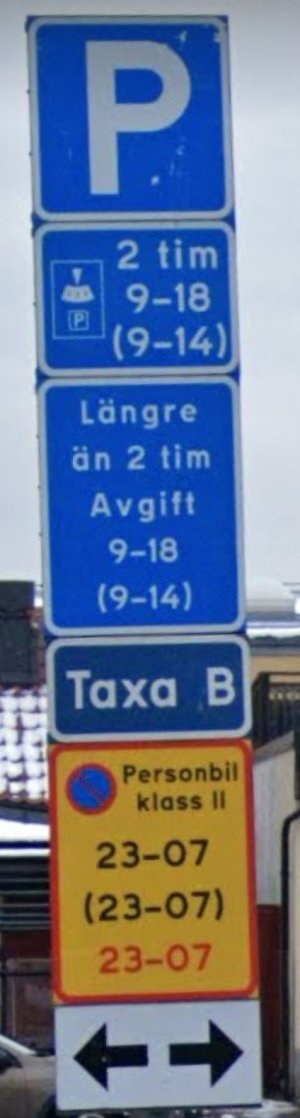 P
2 tim
9-18
P
(9-14)
Längre
än 2 tim
Avgift
9-18
(9-14)
Taxa B
Personbil
klass II
23-07
(23-07)
23-07